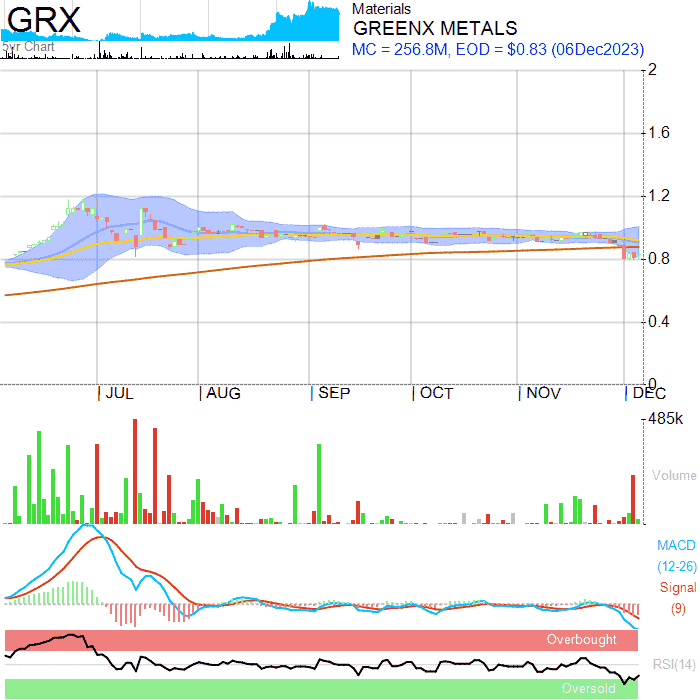 GRX
Materials
GREENX METALS
5yr Chart
MC = 256.8M, EOD = $0.83 (06Dec2023)
2
1.6
1.2
0.8
0.4
0
JUL AUG SEP OCT NOV DEC
485k
Volume
MACD
(12-26)
Signal
(9)
Overbought
RSI(14)
Oversold